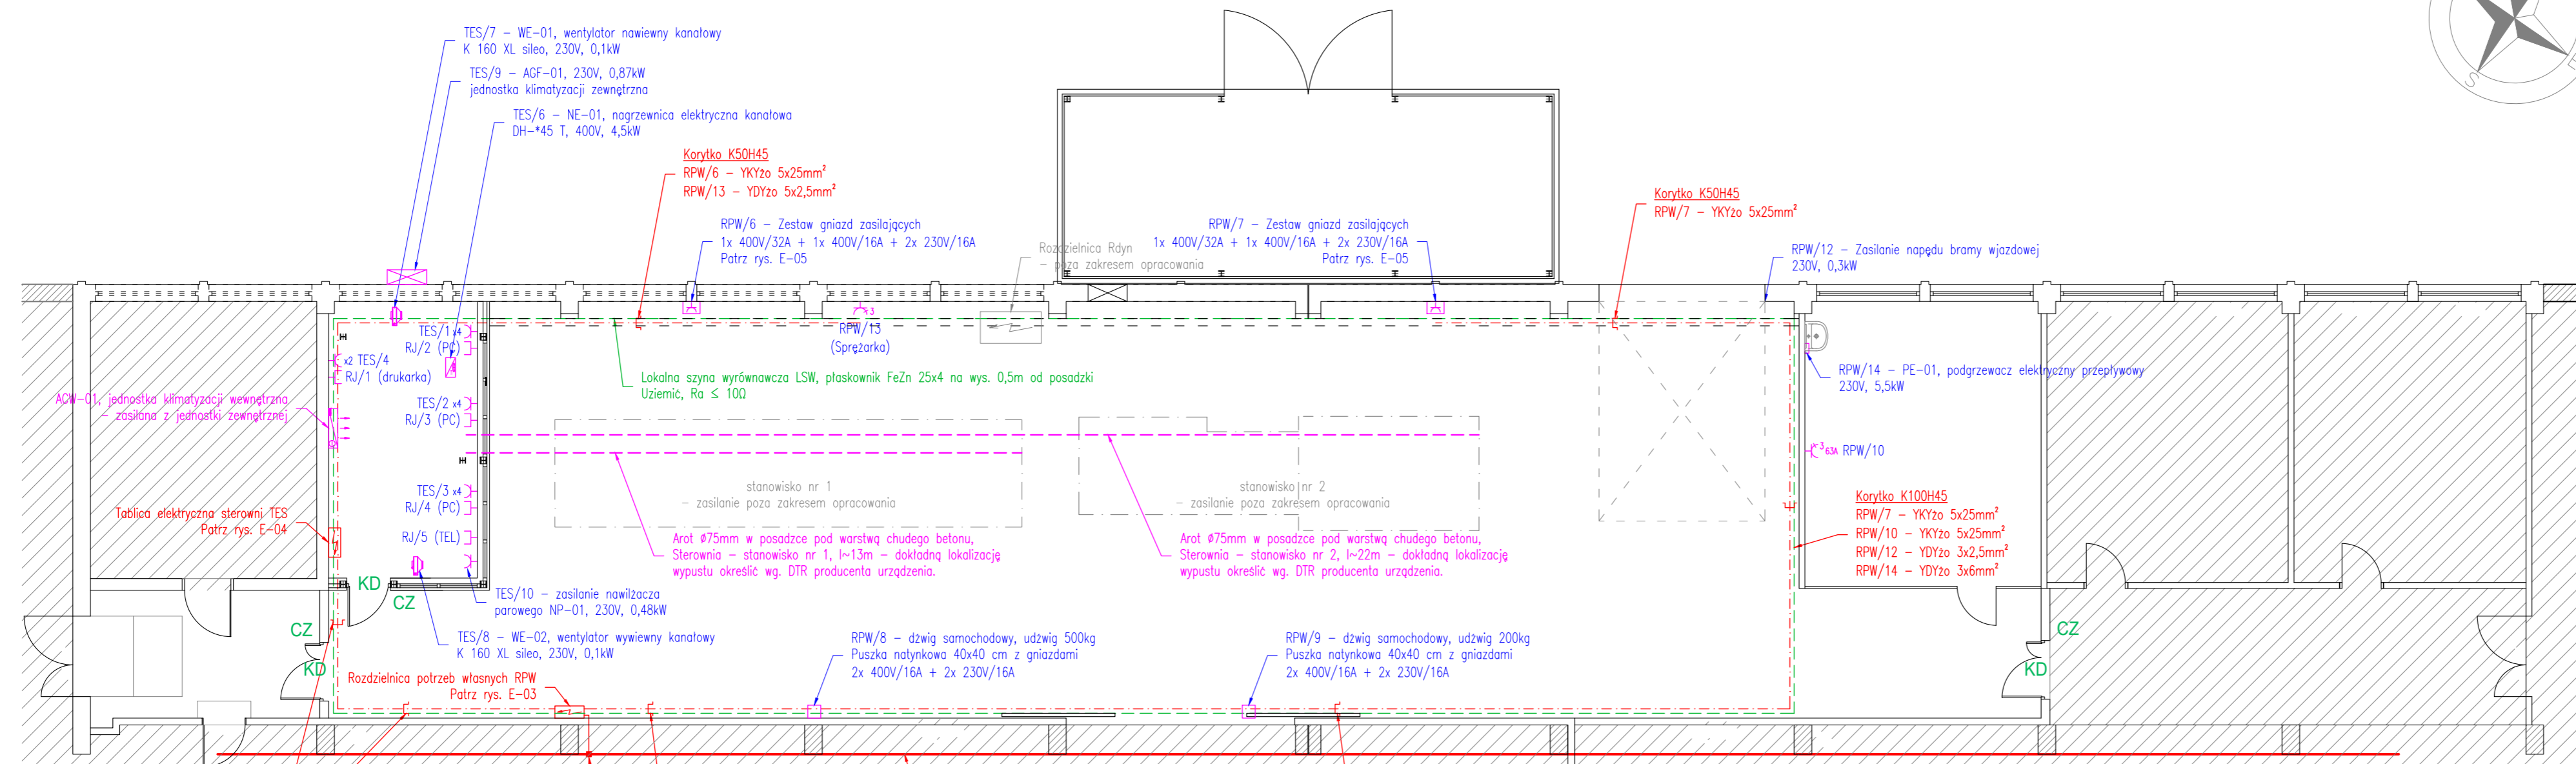 TES/7 – WE–01, wentylator nawiewny kanałowy
K 160 XL sileo, 230V, 0,1kW
TES/9 – AGF–01, 230V, 0,87kW
jednostka klimatyzacji zewnętrzna
TES/6 – NE–01, nagrzewnica elektryczna kanałowa
DH–*45 T, 400V, 4,5kW
S
Korytko K50H45
RPW/6 – YKYżo 5x25mm²
RPW/13 – YDYżo 5x2,5mm²
RPW/6 – Zestaw gniazd zasilających
1x 400V/32A + 1x 400V/16A + 2x 230V/16A
Patrz rys. E–05
Rozdzielnica Rdyn
– poza zakresem opracowania
RPW/7 – Zestaw gniazd zasilających
1x 400V/32A + 1x 400V/16A + 2x 230V/16A
Patrz rys. E–05
Korytko K50H45
RPW/7 – YKYżo 5x25mm²
RPW/12 – Zasilanie napędu bramy wjazdowej
230V, 0,3kW
3
RPW/13
(Sprężarka)
TES/1 x4
RJ/2 (PC)
x2 TES/4
RJ/1 (drukarka)
ACW–01, jednostka klimatyzacji wewnętrzna
– zasilana z jednostki zewnętrznej
TES/2 x4
RJ/3 (PC)
Lokalna szyna wyrównawcza LSW, płaskownik FeZn 25x4 na wys. 0,5m od posadzki
Uziemić, Ra ≤ 10Ω
RPW/14 – PE–01, podgrzewacz elektryczny przepływowy
230V, 5,5kW
3 63A RPW/10
stanowisko nr 1
– zasilanie poza zakresem opracowania
stanowisko nr 2
– zasilanie poza zakresem opracowania
TES/3 x4
RJ/4 (PC)
RJ/5 (TEL)
Tablica elektryczna sterowni TES
Patrz rys. E–04
Korytko K100H45
RPW/7 – YKYżo 5x25mm²
RPW/10 – YKYżo 5x25mm²
RPW/12 – YDYżo 3x2,5mm²
RPW/14 – YDYżo 3x6mm²
Arot Ø75mm w posadzce pod warstwą chudego betonu,
Sterownia – stanowisko nr 1, l~13m – dokładną lokalizację
wypustu określić wg. DTR producenta urządzenia.
Arot Ø75mm w posadzce pod warstwą chudego betonu,
Sterownia – stanowisko nr 2, l~22m – dokładną lokalizację
wypustu określić wg. DTR producenta urządzenia.
KD
CZ
TES/10 – zasilanie nawilżacza
parowego NP–01, 230V, 0,48kW
TES/8 – WE–02, wentylator wywiewny kanałowy
K 160 XL sileo, 230V, 0,1kW
CZ
KD
Rozdzielnica potrzeb własnych RPW
Patrz rys. E–03
RPW/8 – dźwig samochodowy, udźwig 500kg
Puszka natynkowa 40x40 cm z gniazdami
2x 400V/16A + 2x 230V/16A
RPW/9 – dźwig samochodowy, udźwig 200kg
Puszka natynkowa 40x40 cm z gniazdami
2x 400V/16A + 2x 230V/16A
CZ
KD